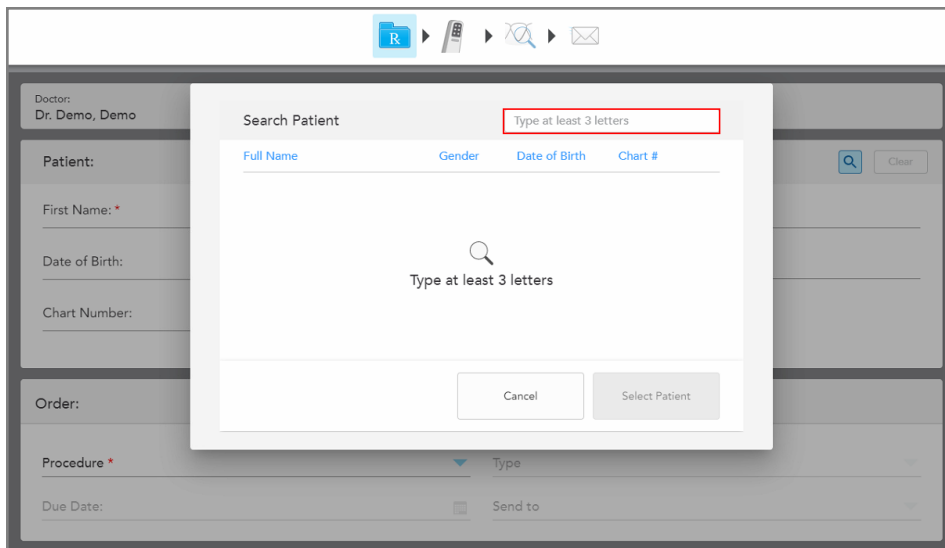 R
Doctor:
Dr. Demo, Demo
Search Patient
Type at least 3 letters
Full Name Gender Date of Birth Chart #
Patient:
Clear
First Name: *
Date of Birth:
Type at least 3 letters
Chart Number:
Cancel Select Patient
Order:
Procedure * Type
Due Date: Send to